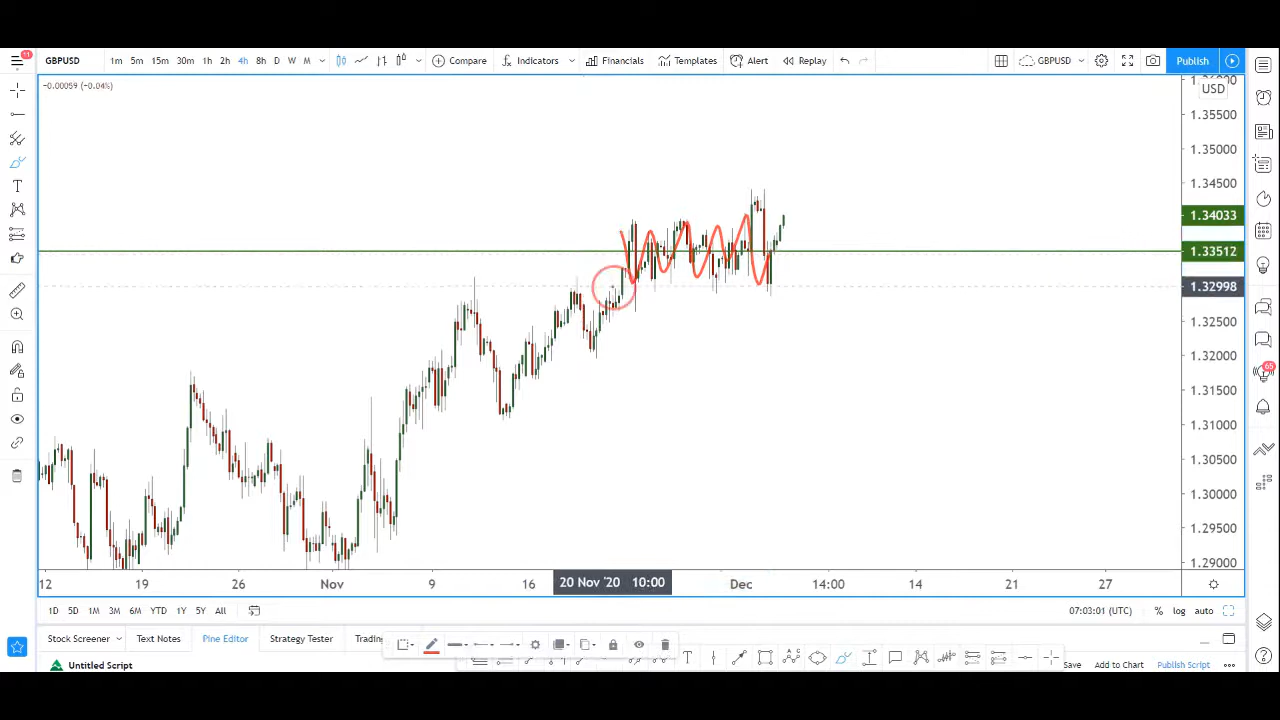 11
GBPUSD 1m 5m 15m 30m 1h 2h 4h 8h D W M Compare Indicators Financials Templates Alert Replay GBPUSD Publish
-0.00059 (-0.04%)
USD
1.35500
1.35000
1.34500
1.34033
1.33512
1.32998
1.32500
1.32000
1.31500
1.31000
1.30500
1.30000
1.29500
1.29000
65
12 19 26 Nov 9 16 20 Nov '20 10:00 Dec 14:00 14 21 27
1D 5D 1M 3M 6M YTD 1Y 5Y All 07:03:01 (UTC) % log auto
Stock Screener Text Notes Pine Editor Strategy Tester
Untitled Script Add to Chart Publish Script